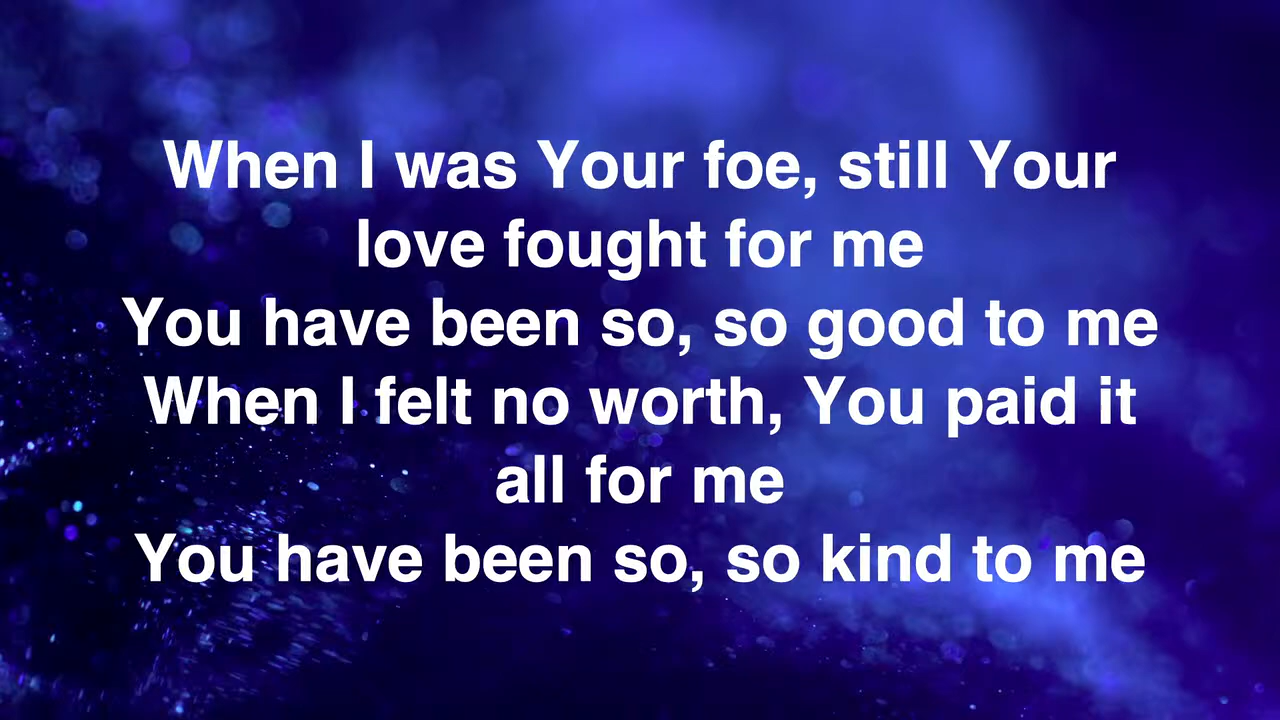 When I was Your foe, still Your
love fought for me
You have been so, so good to me
When I felt no worth, You paid it
all for me
You have been so, so kind to me